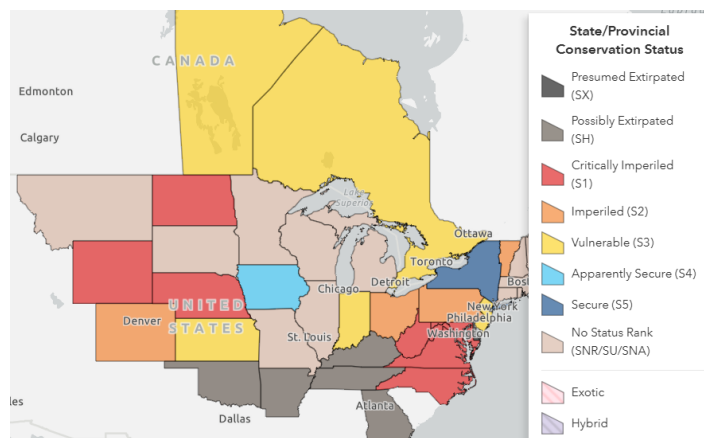 CANADA
Edmonton
Calgary
Lake
Superior
Ottawa
Toronto
Detroit
Chicago
New York
Philadelphia
UNITED
STATES
Denver
St. Louis
Washington
Dallas
Atlanta
les
State/Provincial
Conservation Status
Presumed Extirpated
(SX)
Possibly Extirpated
(SH)
Critically Imperiled
(S1)
Imperiled (S2)
Vulnerable (S3)
Apparently Secure (S4)
Secure (S5)
No Status Rank
(SNR/SU/SNA)
Exotic
Hybrid